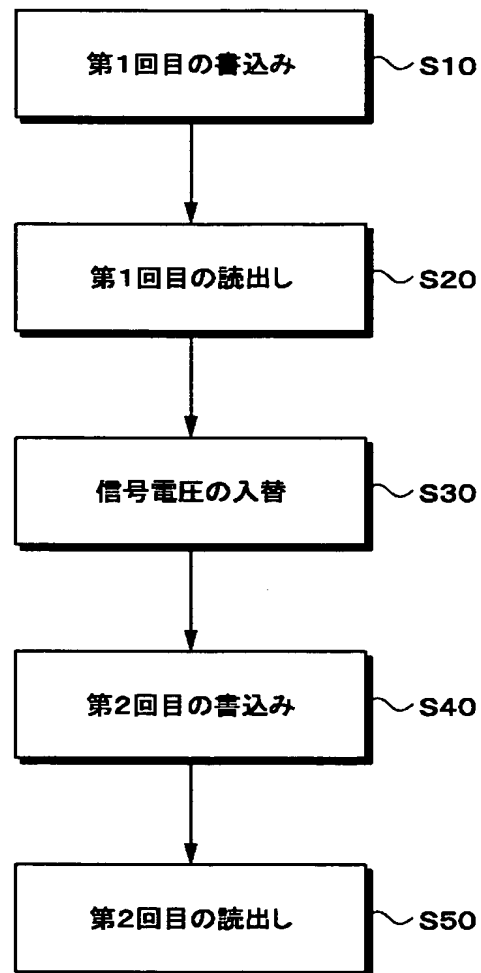 第1回目の書込み S10
第1回目の読出し S20
信号電圧の入替 S30
第2回目の書込み S40
第2回目の読出し S50